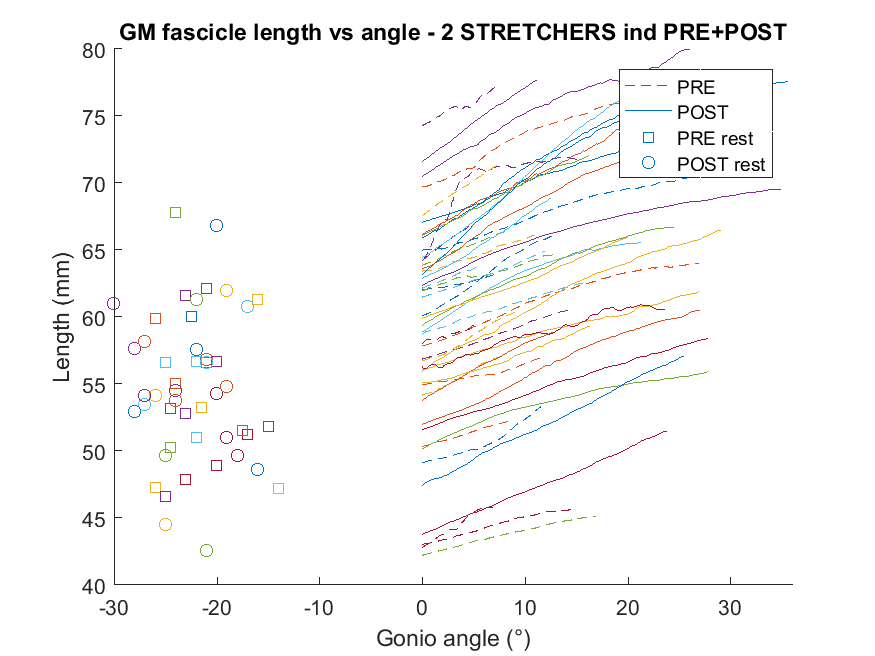 GM fascicle length vs angle - 2 STRETCHERS ind PRE+POST
80
75
70
65
60
55
50
45
40
Length (mm)
PRE
POST
PRE rest
POST rest
-30 -20 -10 0 10 20 30
Gonio angle (°)